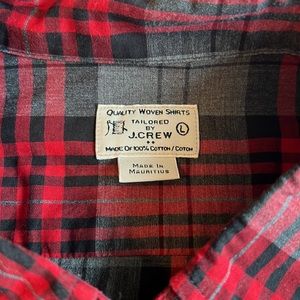 QUALITY WOVEN SHIRTS
TAILORED
BY
J.CREW
L
MADE OF 100% COTTON / COTON
MADE IN
MAURITIUS